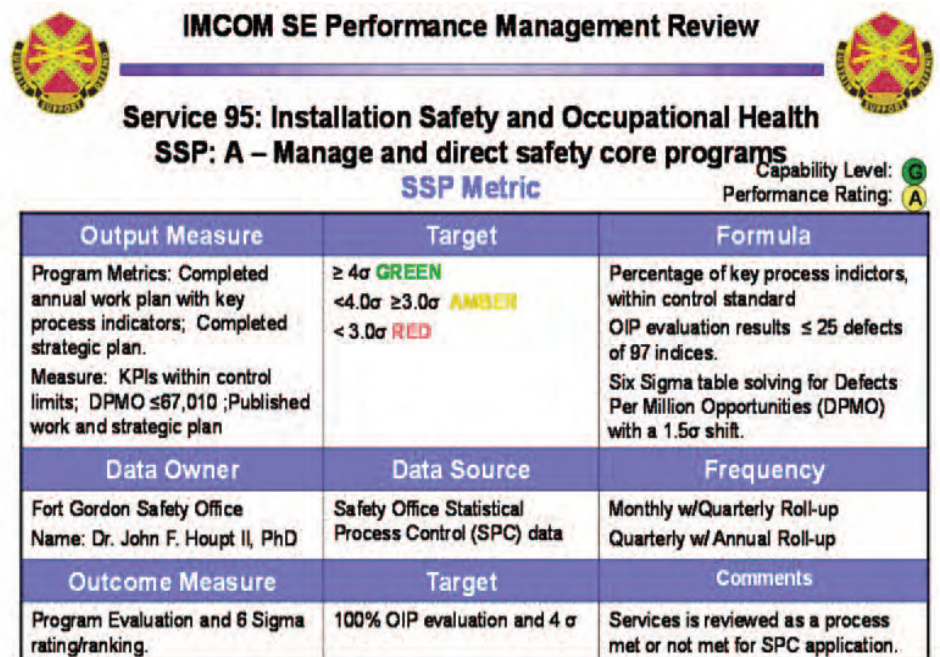 IMCOM SE Performance Management Review
SUSTAIN SUPPORT DEFEND
SUSTAIN SUPPORT DEFEND
Service 95: Installation Safety and Occupational Health
SSP: A – Manage and direct safety core programs
SSP Metric
Capability Level: G
Performance Rating: A
Output Measure
Program Metrics: Completed
annual work plan with key
process indicators; Completed
strategic plan.
Measure: KPIs within control
limits; DPMO ≤67,010 ;Published
work and strategic plan
Target
≥ 4σ GREEN
<4.0σ ≥3.0σ AMBER
< 3.0σ RED
Formula
Percentage of key process indictors,
within control standard
OIP evaluation results ≤ 25 defects
of 97 indices.
Six Sigma table solving for Defects
Per Million Opportunities (DPMO)
with a 1.5σ shift.
Data Owner
Fort Gordon Safety Office
Name: Dr. John F. Houpt II, PhD
Data Source
Safety Office Statistical
Process Control (SPC) data
Frequency
Monthly w/Quarterly Roll-up
Quarterly w/ Annual Roll-up
Outcome Measure
Program Evaluation and 6 Sigma
rating/ranking.
Target
100% OIP evaluation and 4 σ
Comments
Services is reviewed as a process
met or not met for SPC application.